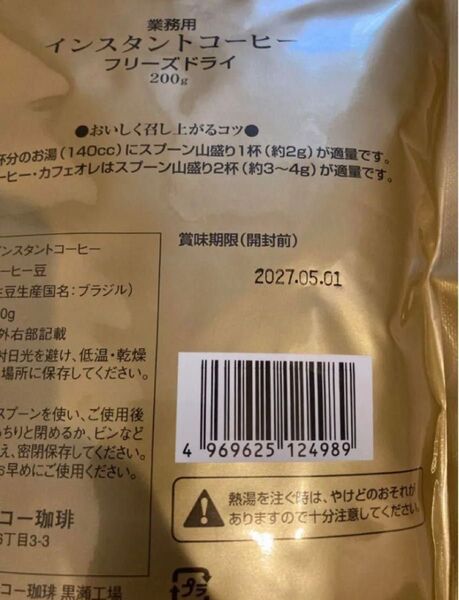 業務用
インスタントコーヒー
フリーズドライ
200g
●おいしく召し上がるコツ●
杯分のお湯(140cc)にスプーン山盛り1杯(約2g)が適量です。
ーヒー・カフェオレはスプーン山盛り2杯(約3〜4g)が適量です。
インスタントコーヒー
ーヒー豆
生豆生産国名:ブラジル)
0g
外右部記載
射日光を避け、低温・乾燥
場所に保存してください。
スプーンを使い、ご使用後
っちりと閉めるか、ビンなど
え、密閉保存してください。
お早めにご使用ください。
コー珈琲
6丁目3-3
コー珈琲 黒瀬工場
賞味期限(開封前)
2027.05.01
4 969625 124989
熱湯を注ぐ時は、やけどのおそれが
ありますので十分注意してください。
プラ